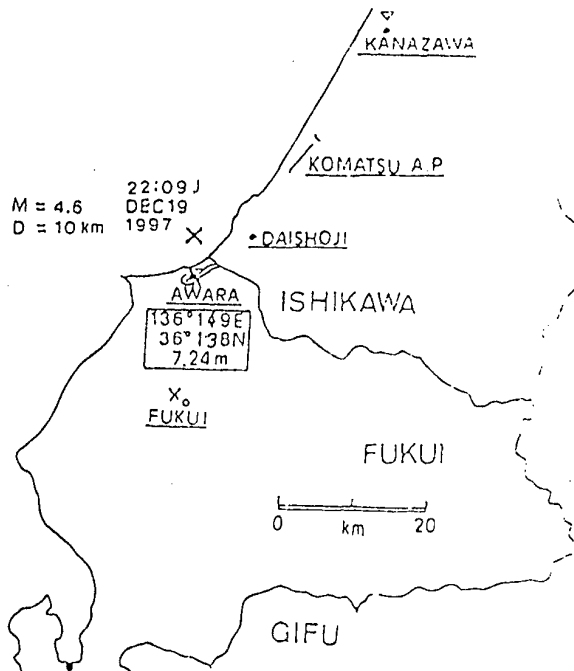 KANAZAWA
KOMATSU A.P
22:09 J
M = 4.6 DEC 19
D = 10 km 1997
DAISHOJI
AWARA
ISHIKAWA
136° 149E
36° 138N
7.24 m
FUKUI
FUKUI
0 km 20
GIFU